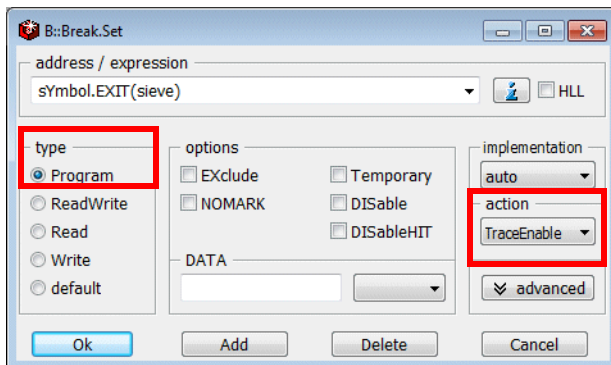 B::Break.Set
address / expression
sYmbol.EXIT(sieve)
i
HLL
type
Program
ReadWrite
Read
Write
default
options
EXclude
NOMARK
Temporary
DISable
DISableHIT
DATA
implementation
auto
action
TraceEnable
advanced
Ok
Add
Delete
Cancel